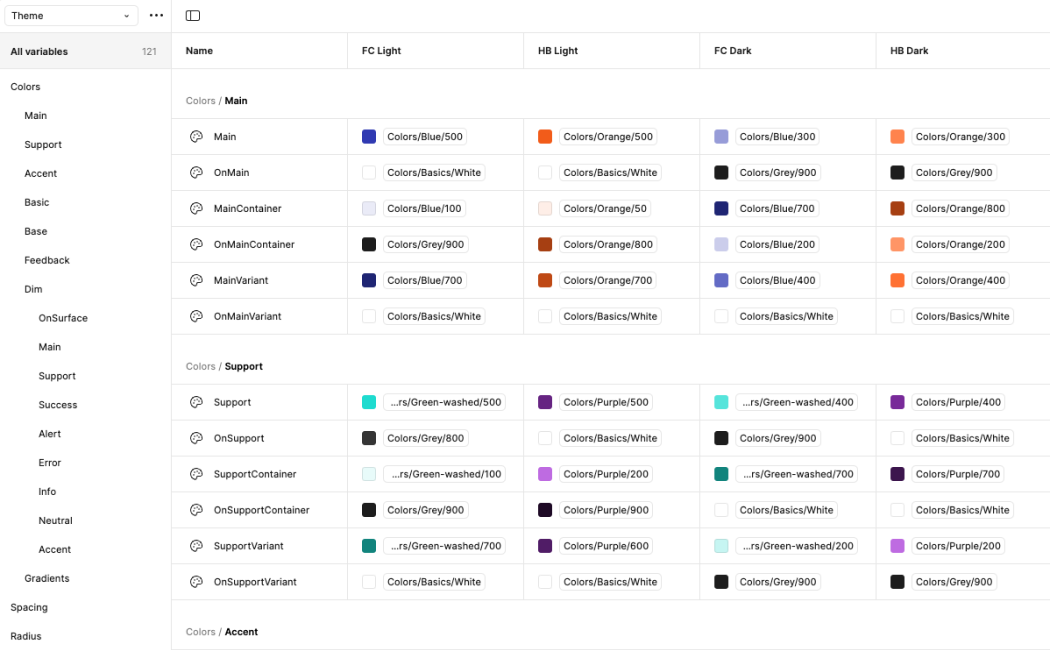 Theme
All variables 121
Colors
Main
Support
Accent
Basic
Base
Feedback
Dim
OnSurface
Main
Support
Success
Alert
Error
Info
Neutral
Accent
Gradients
Spacing
Radius
Name FC Light HB Light FC Dark HB Dark
Colors / Main
Main Colors/Blue/500 Colors/Orange/500 Colors/Blue/300 Colors/Orange/300
OnMain Colors/Basics/White Colors/Basics/White Colors/Grey/900 Colors/Grey/900
MainContainer Colors/Blue/100 Colors/Orange/50 Colors/Blue/700 Colors/Orange/800
OnMainContainer Colors/Grey/900 Colors/Orange/800 Colors/Blue/200 Colors/Orange/200
MainVariant Colors/Blue/700 Colors/Orange/700 Colors/Blue/400 Colors/Orange/400
OnMainVariant Colors/Basics/White Colors/Basics/White Colors/Basics/White Colors/Basics/White
Colors / Support
Support ...rs/Green-washed/500 Colors/Purple/500 ...rs/Green-washed/400 Colors/Purple/400
OnSupport Colors/Grey/800 Colors/Basics/White Colors/Grey/900 Colors/Basics/White
SupportContainer ...rs/Green-washed/100 Colors/Purple/200 ...rs/Green-washed/700 Colors/Purple/700
OnSupportContainer Colors/Grey/900 Colors/Purple/900 Colors/Basics/White Colors/Basics/White
SupportVariant ...rs/Green-washed/700 Colors/Purple/600 ...rs/Green-washed/200 Colors/Purple/200
OnSupportVariant Colors/Basics/White Colors/Basics/White Colors/Grey/900 Colors/Grey/900
Colors / Accent